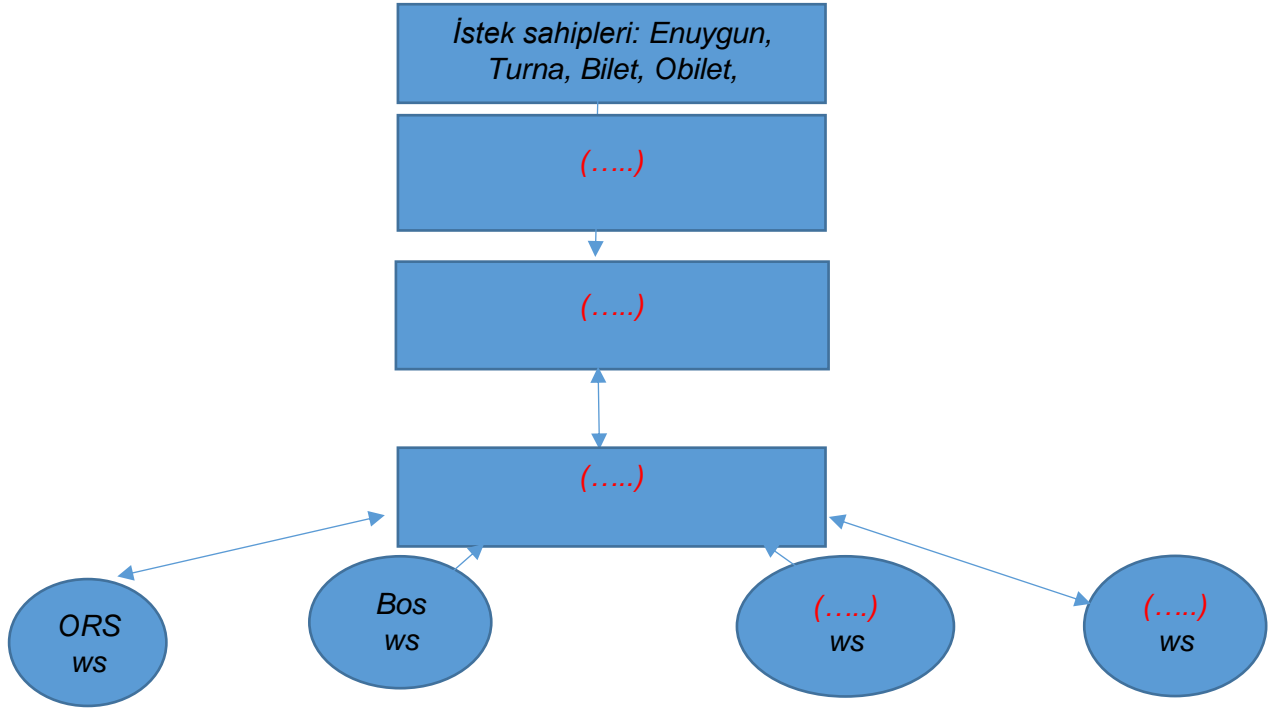 İstek sahipleri: Enuygun,
Turna, Bilet, Obilet,
(…..)
(…..)
(…..)
ORS
ws
Bos
ws
(…..)
ws
(…..)
ws